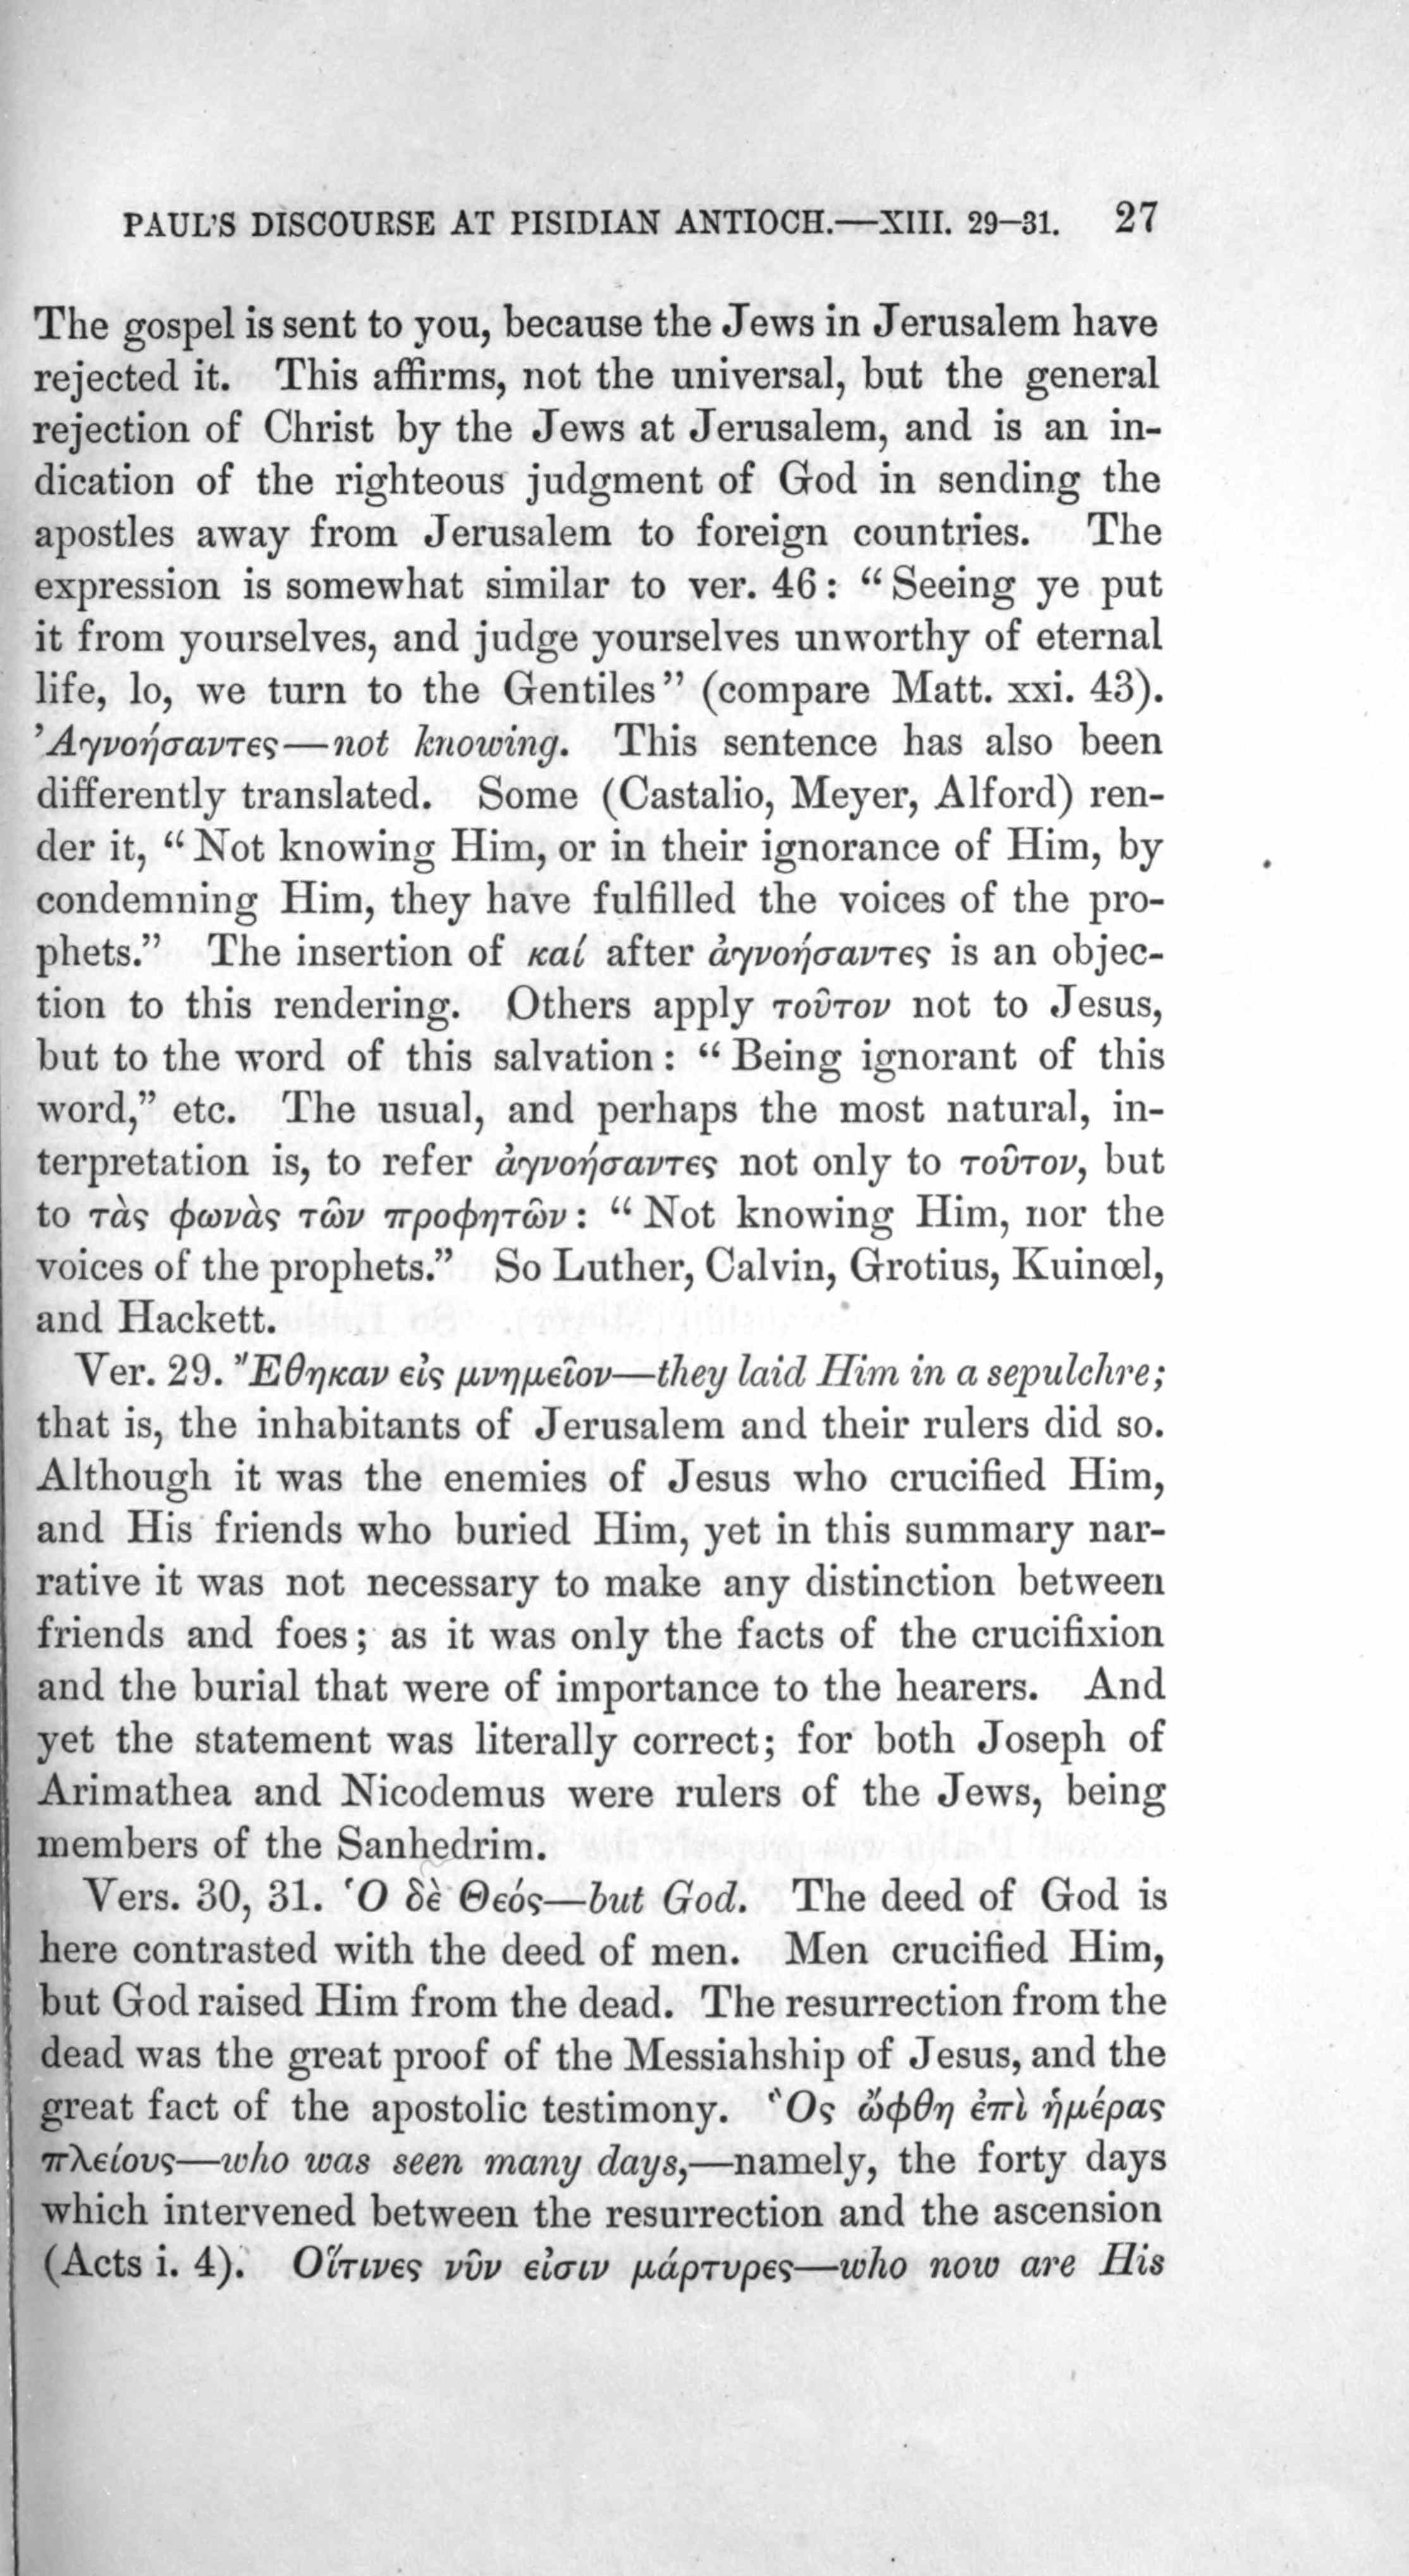 PAUL'S DISCOURSE AT PISIDIAN ANTIOCH.—XIII. 29–31. 27
The gospel is sent to you, because the Jews in Jerusalem have
rejected it. This affirms, not the universal, but the general
rejection of Christ by the Jews at Jerusalem, and is an in-
dication of the righteous judgment of God in sending the
apostles away from Jerusalem to foreign countries. The
expression is somewhat similar to ver. 46: “Seeing ye put
it from yourselves, and judge yourselves unworthy of eternal
life, lo, we turn to the Gentiles” (compare Matt. xxi. 43).
Ἀγνοήσαντες—not knowing. This sentence has also been
differently translated. Some (Castalio, Meyer, Alford) ren-
der it, “Not knowing Him, or in their ignorance of Him, by
condemning Him, they have fulfilled the voices of the pro-
phets.” The insertion of καί after ἀγνοήσαντες is an objec-
tion to this rendering. Others apply τοῦτον not to Jesus,
but to the word of this salvation: “Being ignorant of this
word,” etc. The usual, and perhaps the most natural, in-
terpretation is, to refer ἀγνοήσαντες not only to τοῦτον, but
to τὰς φωνὰς τῶν προφητῶν: “Not knowing Him, nor the
voices of the prophets.” So Luther, Calvin, Grotius, Kuinœl,
and Hackett.
Ver. 29. Ἔθηκαν εἰς μνημεῖον—they laid Him in a sepulchre;
that is, the inhabitants of Jerusalem and their rulers did so.
Although it was the enemies of Jesus who crucified Him,
and His friends who buried Him, yet in this summary nar-
rative it was not necessary to make any distinction between
friends and foes; as it was only the facts of the crucifixion
and the burial that were of importance to the hearers. And
yet the statement was literally correct; for both Joseph of
Arimathea and Nicodemus were rulers of the Jews, being
members of the Sanhedrim.
Vers. 30, 31. Ὁ δὲ Θεός—but God. The deed of God is
here contrasted with the deed of men. Men crucified Him,
but God raised Him from the dead. The resurrection from the
dead was the great proof of the Messiahship of Jesus, and the
great fact of the apostolic testimony. Ὃς ὤφθη ἐπὶ ἡμέρας
πλείους—who was seen many days,—namely, the forty days
which intervened between the resurrection and the ascension
(Acts i. 4). Οἵτινες νῦν εἰσιν μάρτυρες—who now are His